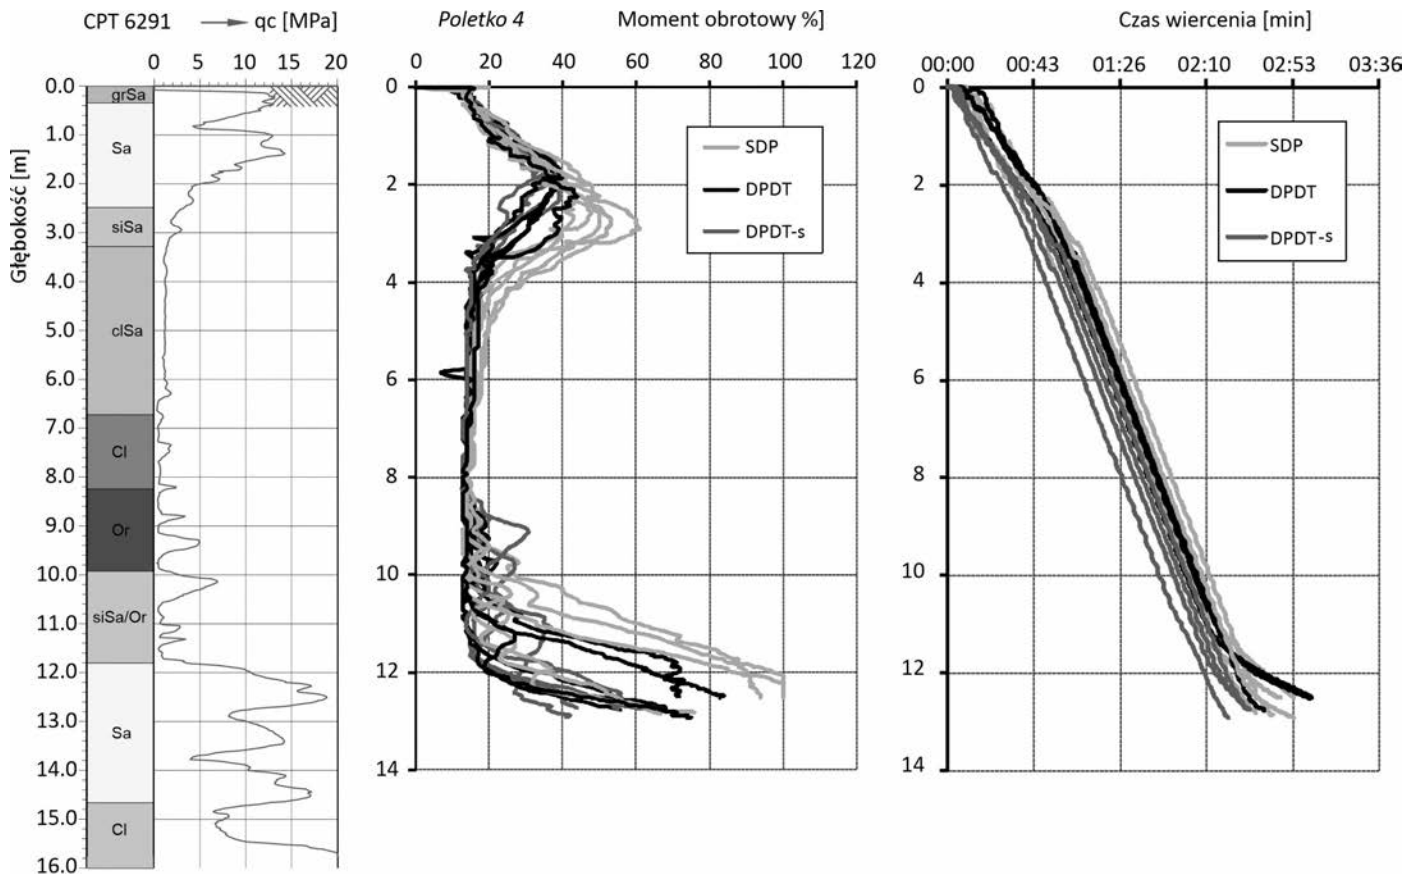 CPT 6291 → qc [MPa]
0 5 10 15 20
Głębokość [m]
0.0
1.0
2.0
3.0
4.0
5.0
6.0
7.0
8.0
9.0
10.0
11.0
12.0
13.0
14.0
15.0
16.0
grSa
Sa
siSa
clSa
Cl
Or
siSa/Or
Sa
Cl
Poletko 4 Moment obrotowy %]
0 20 40 60 80 100 120
0
2
4
6
8
10
12
14
SDP
DPDT
DPDT-s
Czas wiercenia [min]
00:00 00:43 01:26 02:10 02:53 03:36
0
2
4
6
8
10
12
14
SDP
DPDT
DPDT-s